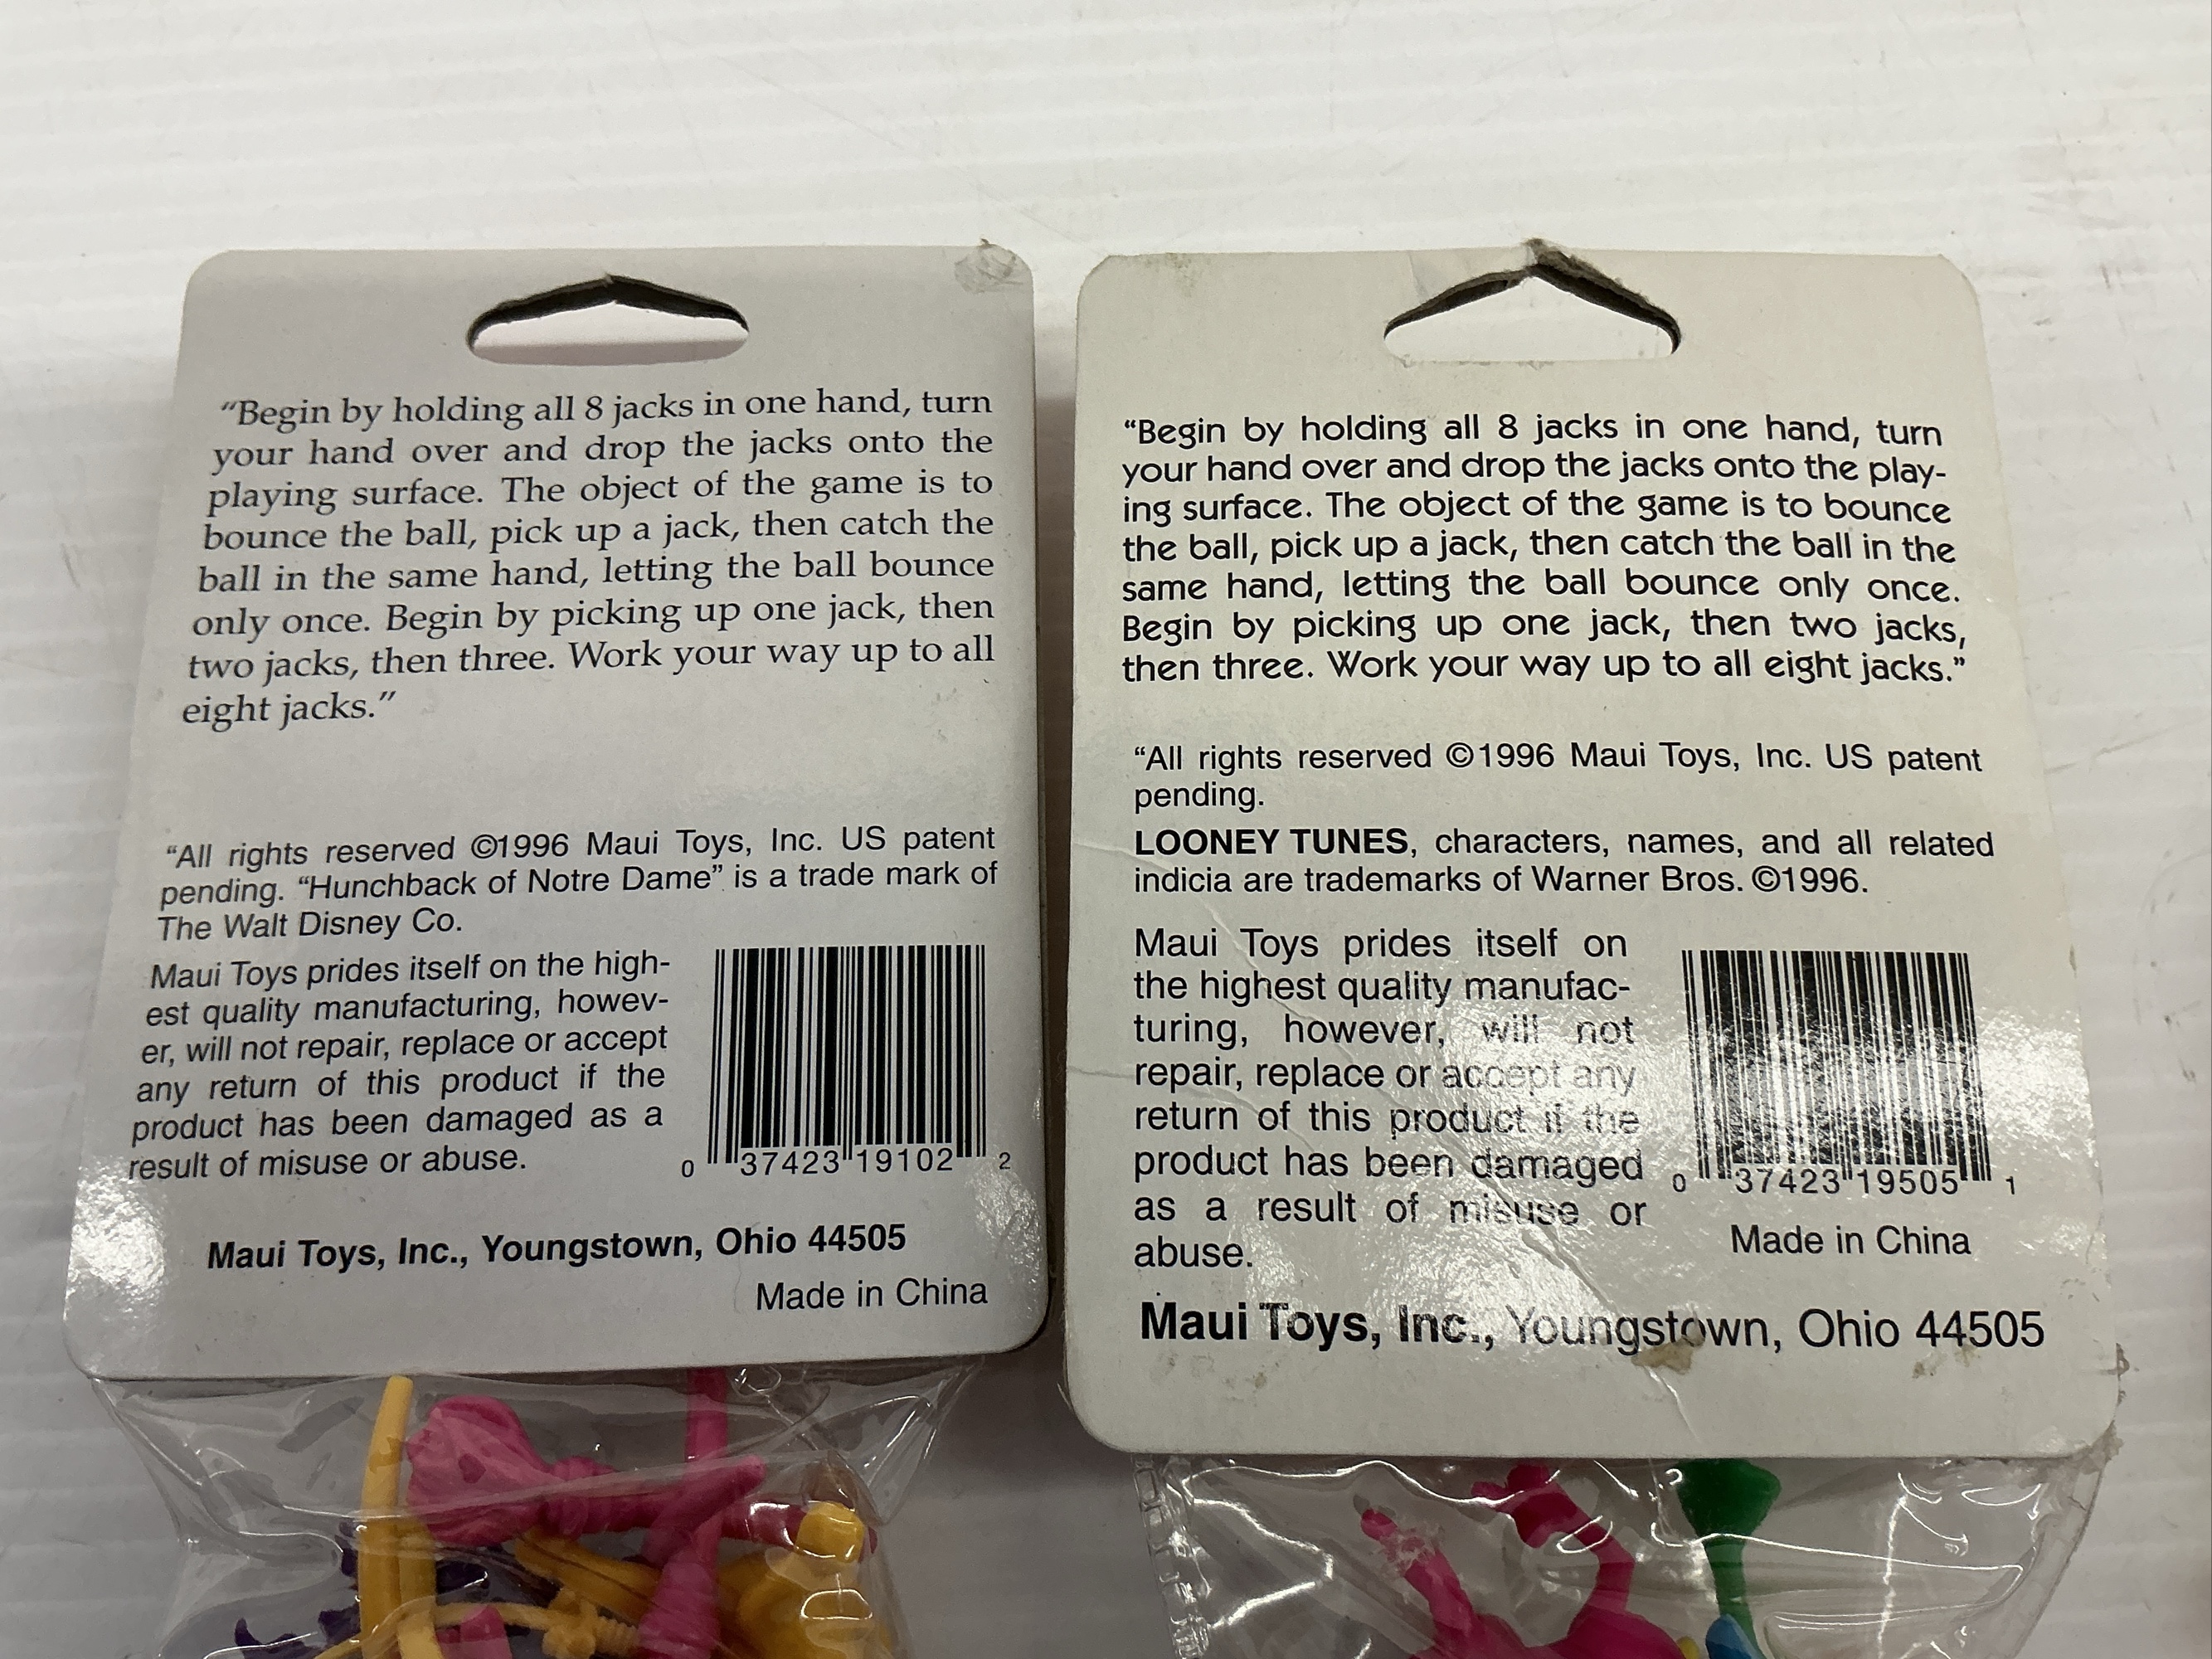 “Begin by holding all 8 jacks in one hand, turn
your hand over and drop the jacks onto the
playing surface. The object of the game is to
bounce the ball, pick up a jack, then catch the
ball in the same hand, letting the ball bounce
only once. Begin by picking up one jack, then
two jacks, then three. Work your way up to all
eight jacks.”
“All rights reserved ©1996 Maui Toys, Inc. US patent
pending. “Hunchback of Notre Dame” is a trade mark of
The Walt Disney Co.
Maui Toys prides itself on the high-
est quality manufacturing, howev-
er, will not repair, replace or accept
any return of this product if the
product has been damaged as a
result of misuse or abuse.
0 37423 19102 2
Maui Toys, Inc., Youngstown, Ohio 44505
Made in China
“Begin by holding all 8 jacks in one hand, turn
your hand over and drop the jacks onto the play-
ing surface. The object of the game is to bounce
the ball, pick up a jack, then catch the ball in the
same hand, letting the ball bounce only once.
Begin by picking up one jack, then two jacks,
then three. Work your way up to all eight jacks.”
“All rights reserved ©1996 Maui Toys, Inc. US patent
pending.
LOONEY TUNES, characters, names, and all related
indicia are trademarks of Warner Bros. ©1996.
Maui Toys prides itself on
the highest quality manufac-
turing, however, will not
repair, replace or accept any
return of this product if the
product has been damaged
as a result of misuse or
abuse.
0 37423 19505 1
Made in China
Maui Toys, Inc., Youngstown, Ohio 44505